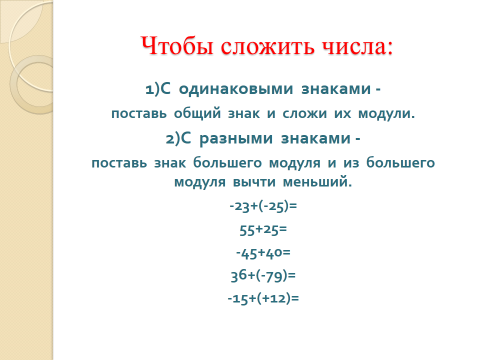 Чтобы сложить числа:
1)С одинаковыми знаками -
поставь общий знак и сложи их модули.
2)С разными знаками -
поставь знак большего модуля и из большего
модуля вычти меньший.
-23+(-25)=
55+25=
-45+40=
36+(-79)=
-15+(+12)=